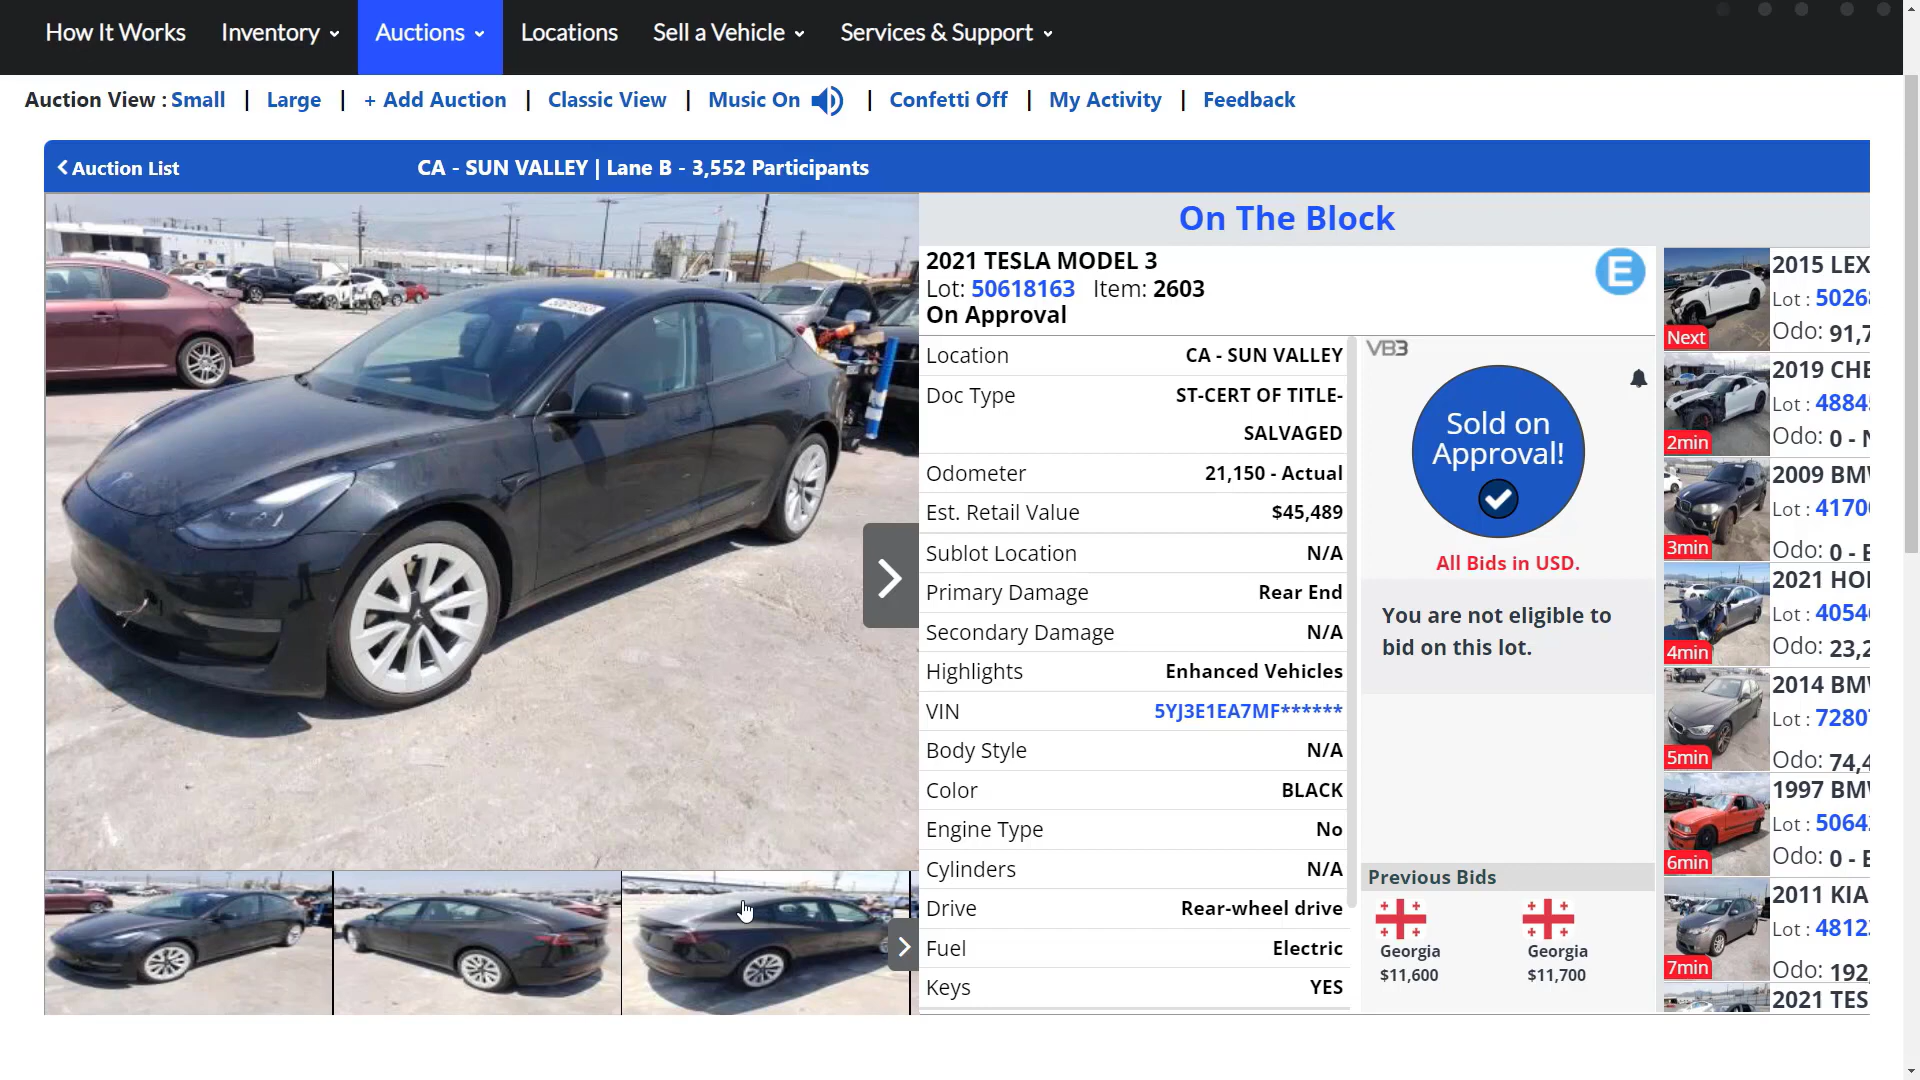 How It Works
Inventory
Auctions
Locations
Sell a Vehicle
Services & Support
Auction View : Small | Large | + Add Auction | Classic View | Music On | Confetti Off | My Activity | Feedback
Auction List
CA - SUN VALLEY | Lane B - 3,552 Participants
On The Block
2021 TESLA MODEL 3
Lot: 50618163 Item: 2603
On Approval
E
Location CA - SUN VALLEY
Doc Type ST-CERT OF TITLE-
SALVAGED
Odometer 21,150 - Actual
Est. Retail Value $45,489
Sublot Location N/A
Primary Damage Rear End
Secondary Damage N/A
Highlights Enhanced Vehicles
VIN 5YJ3E1EA7MF******
Body Style N/A
Color BLACK
Engine Type No
Cylinders N/A
Drive Rear-wheel drive
Fuel Electric
Keys YES
VB3
Sold on
Approval!
All Bids in USD.
You are not eligible to
bid on this lot.
Previous Bids
Georgia
$11,600
Georgia
$11,700
2015 LEX
Lot : 5026
Odo: 91,7
Next
2019 CHE
Lot : 4884
Odo: 0 - N
2min
2009 BMW
Lot : 4170
Odo: 0 - E
3min
2021 HO
Lot : 4054
Odo: 23,2
4min
2014 BMW
Lot : 7280
Odo: 74,4
5min
1997 BMW
Lot : 5064
Odo: 0 - E
6min
2011 KIA
Lot : 4812
Odo: 192,
7min
2021 TES